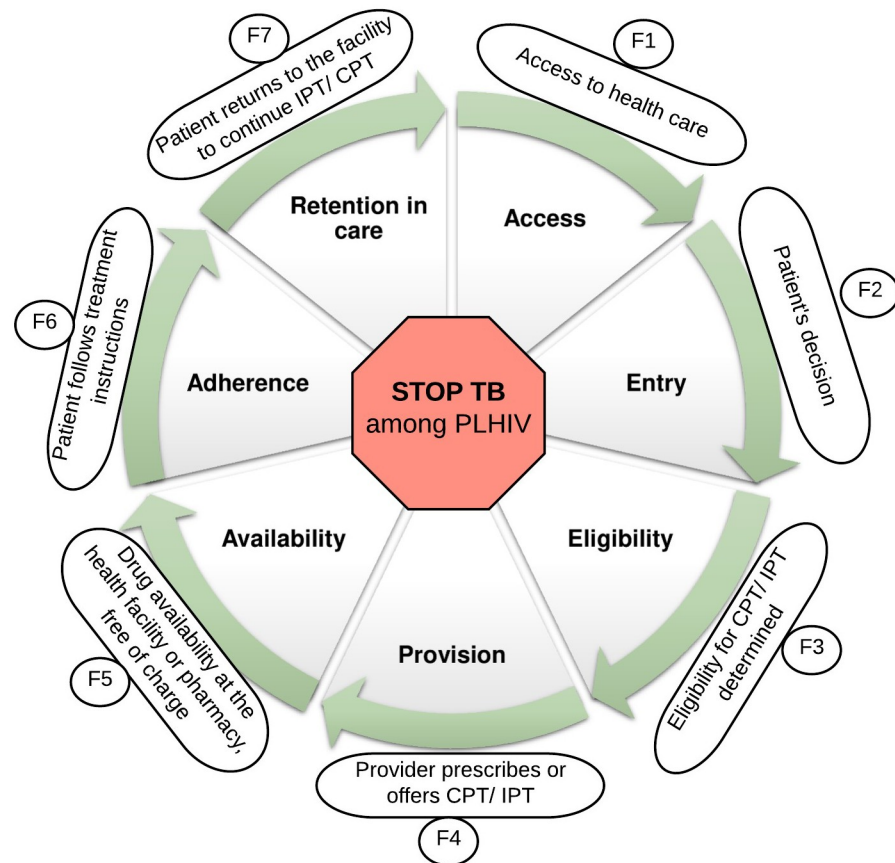 F7
Patient returns to the facility
to continue IPT/ CPT
F1
Access to health care
Retention in
care
Access
F2
Patient's decision
F6
Patient follows treatment
instructions
Adherence
STOP TB
among PLHIV
Entry
Availability
Eligibility
Provision
F5
Drug availability at the
health facility or pharmacy,
free of charge
F3
Eligibility for CPT/ IPT
determined
Provider prescribes or
offers CPT/ IPT
F4